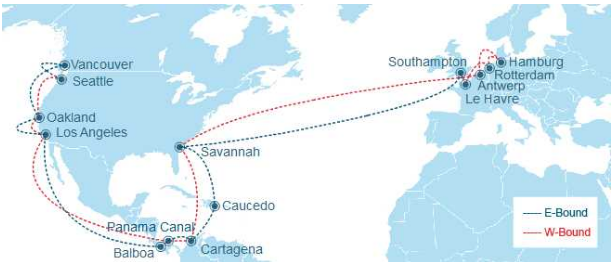 Vancouver
Seattle
Oakland
Los Angeles
Savannah
Caucedo
Panama Canal
Balboa
Cartagena
Southampton
Hamburg
Rotterdam
Antwerp
Le Havre
E-Bound
W-Bound